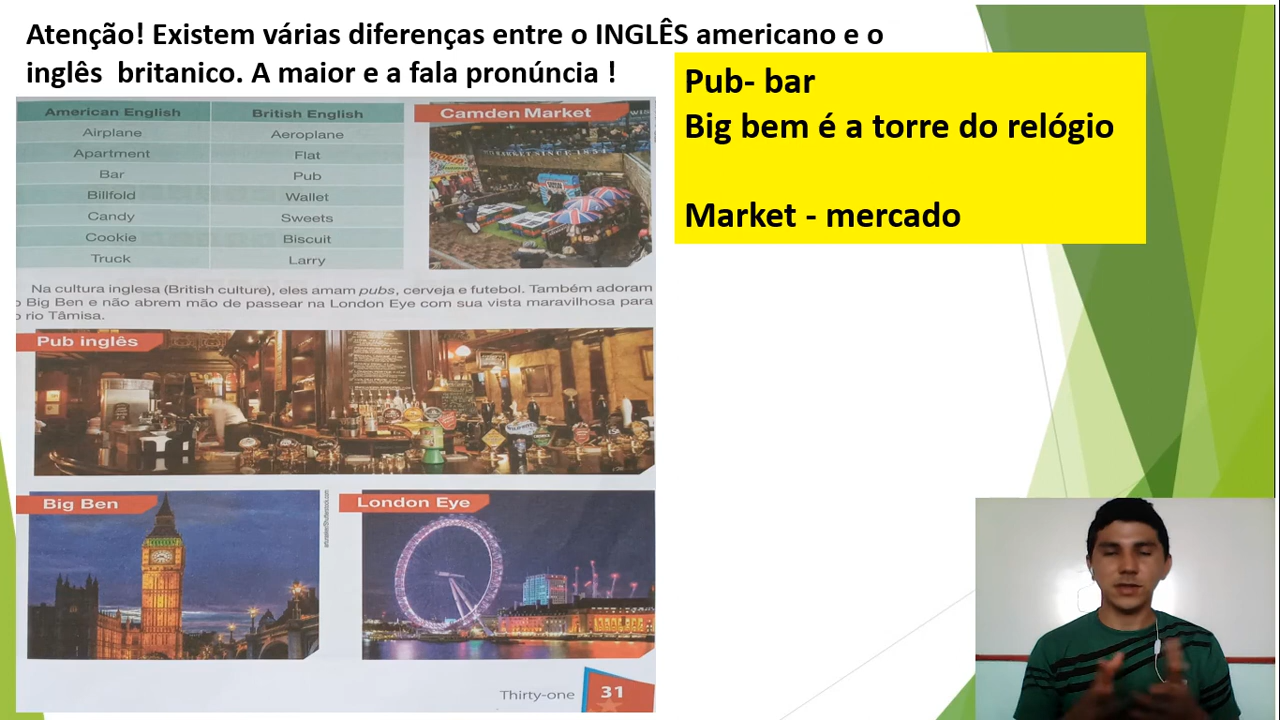 Atenção! Existem várias diferenças entre o INGLÊS americano e o
inglês britanico. A maior e a fala pronúncia !
Pub- bar
Big bem é a torre do relógio
Market - mercado
American English British English
Airplane Aeroplane
Apartment Flat
Bar Pub
Billfold Wallet
Candy Sweets
Cookie Biscuit
Truck Larry
Camden Market
Na cultura inglesa (British culture), eles amam pubs, cerveja e futebol. Também adoram
o Big Ben e não abrem mão de passear na London Eye com sua vista maravilhosa para
o rio Tâmisa.
Pub inglês
Big Ben
London Eye
Thirty-one 31